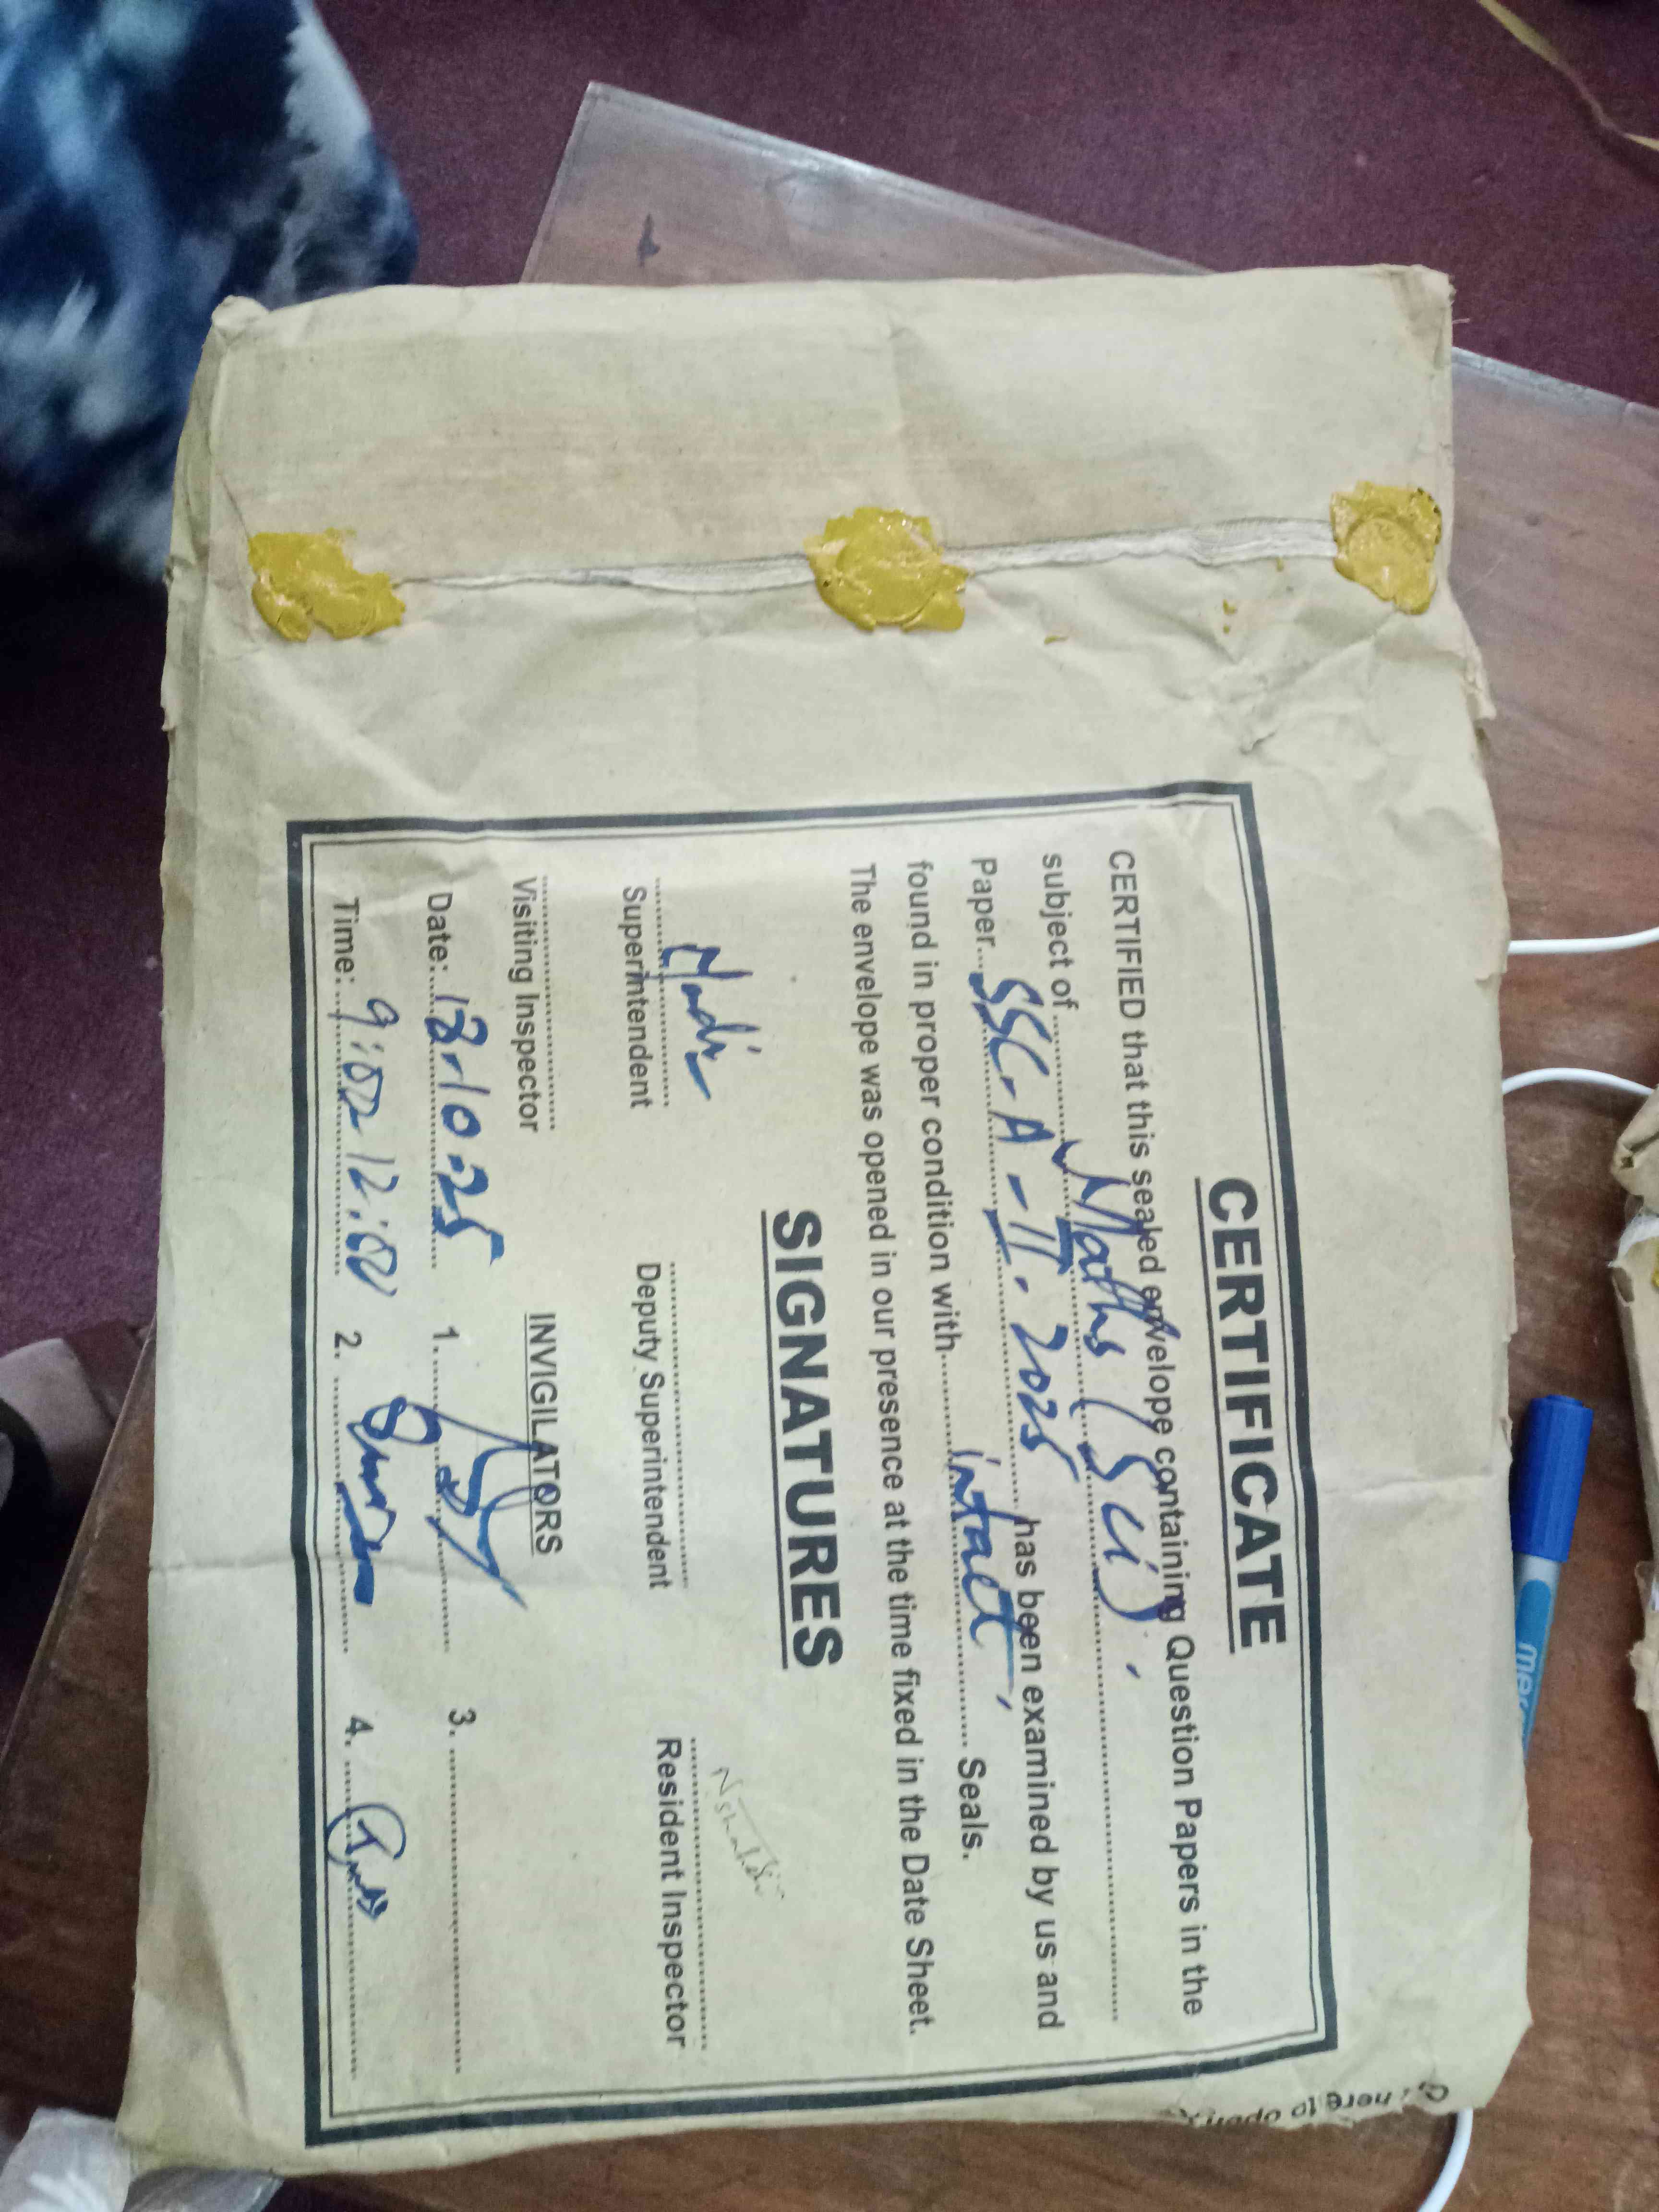 CERTIFICATE
CERTIFIED that this sealed envelope containing Question Papers in the
subject of ........ Maths (Sci).
Paper... SSC-A-II. 2025 ... has been examined by us and
found in proper condition with........ intact, ....... Seals.
The envelope was opened in our presence at the time fixed in the Date Sheet.
SIGNATURES
Superintendent
Deputy Superintendent
Resident Inspector
Visiting Inspector
INVIGILATORS
Date: 13-10-25
1.
3.
Time: 9:00 12:00
2.
4.
here to open